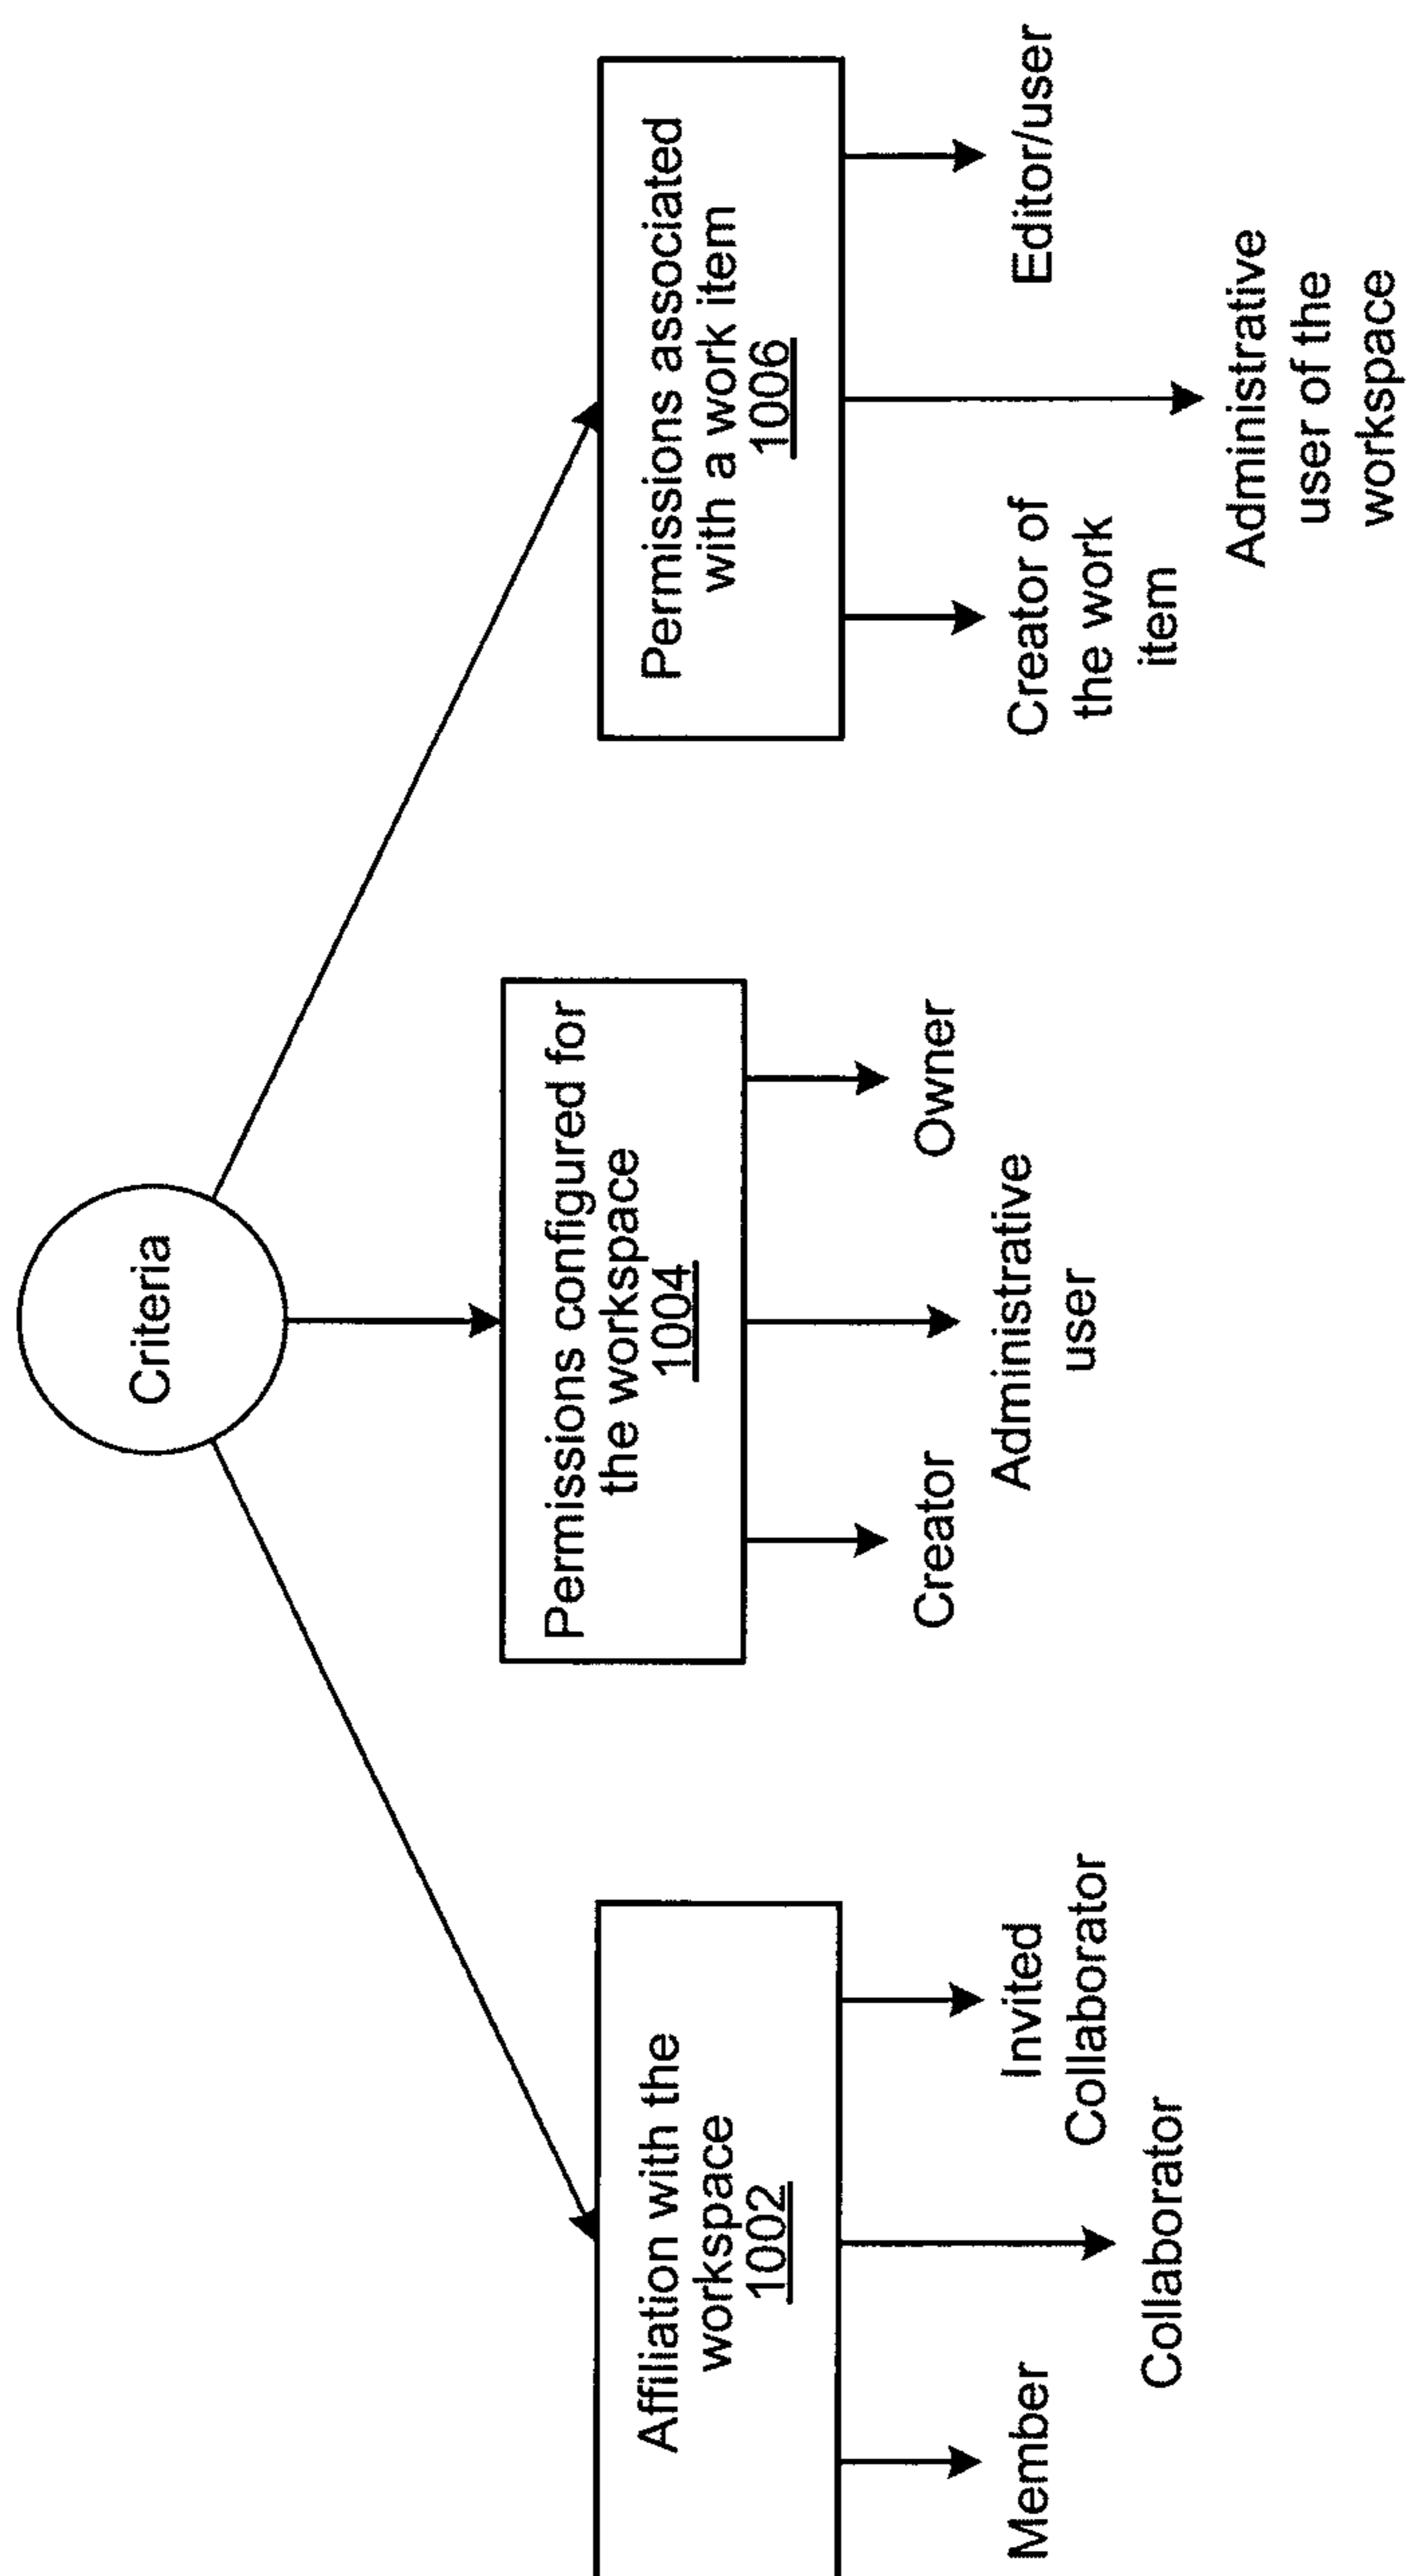 Criteria
Affiliation with the
workspace
1002
Member
Collaborator
Invited
Collaborator
Permissions configured for
the workspace
1004
Creator
Administrative
user
Owner
Permissions associated
with a work item
1006
Creator of
the work
item
Administrative
user of the
workspace
Editor/user